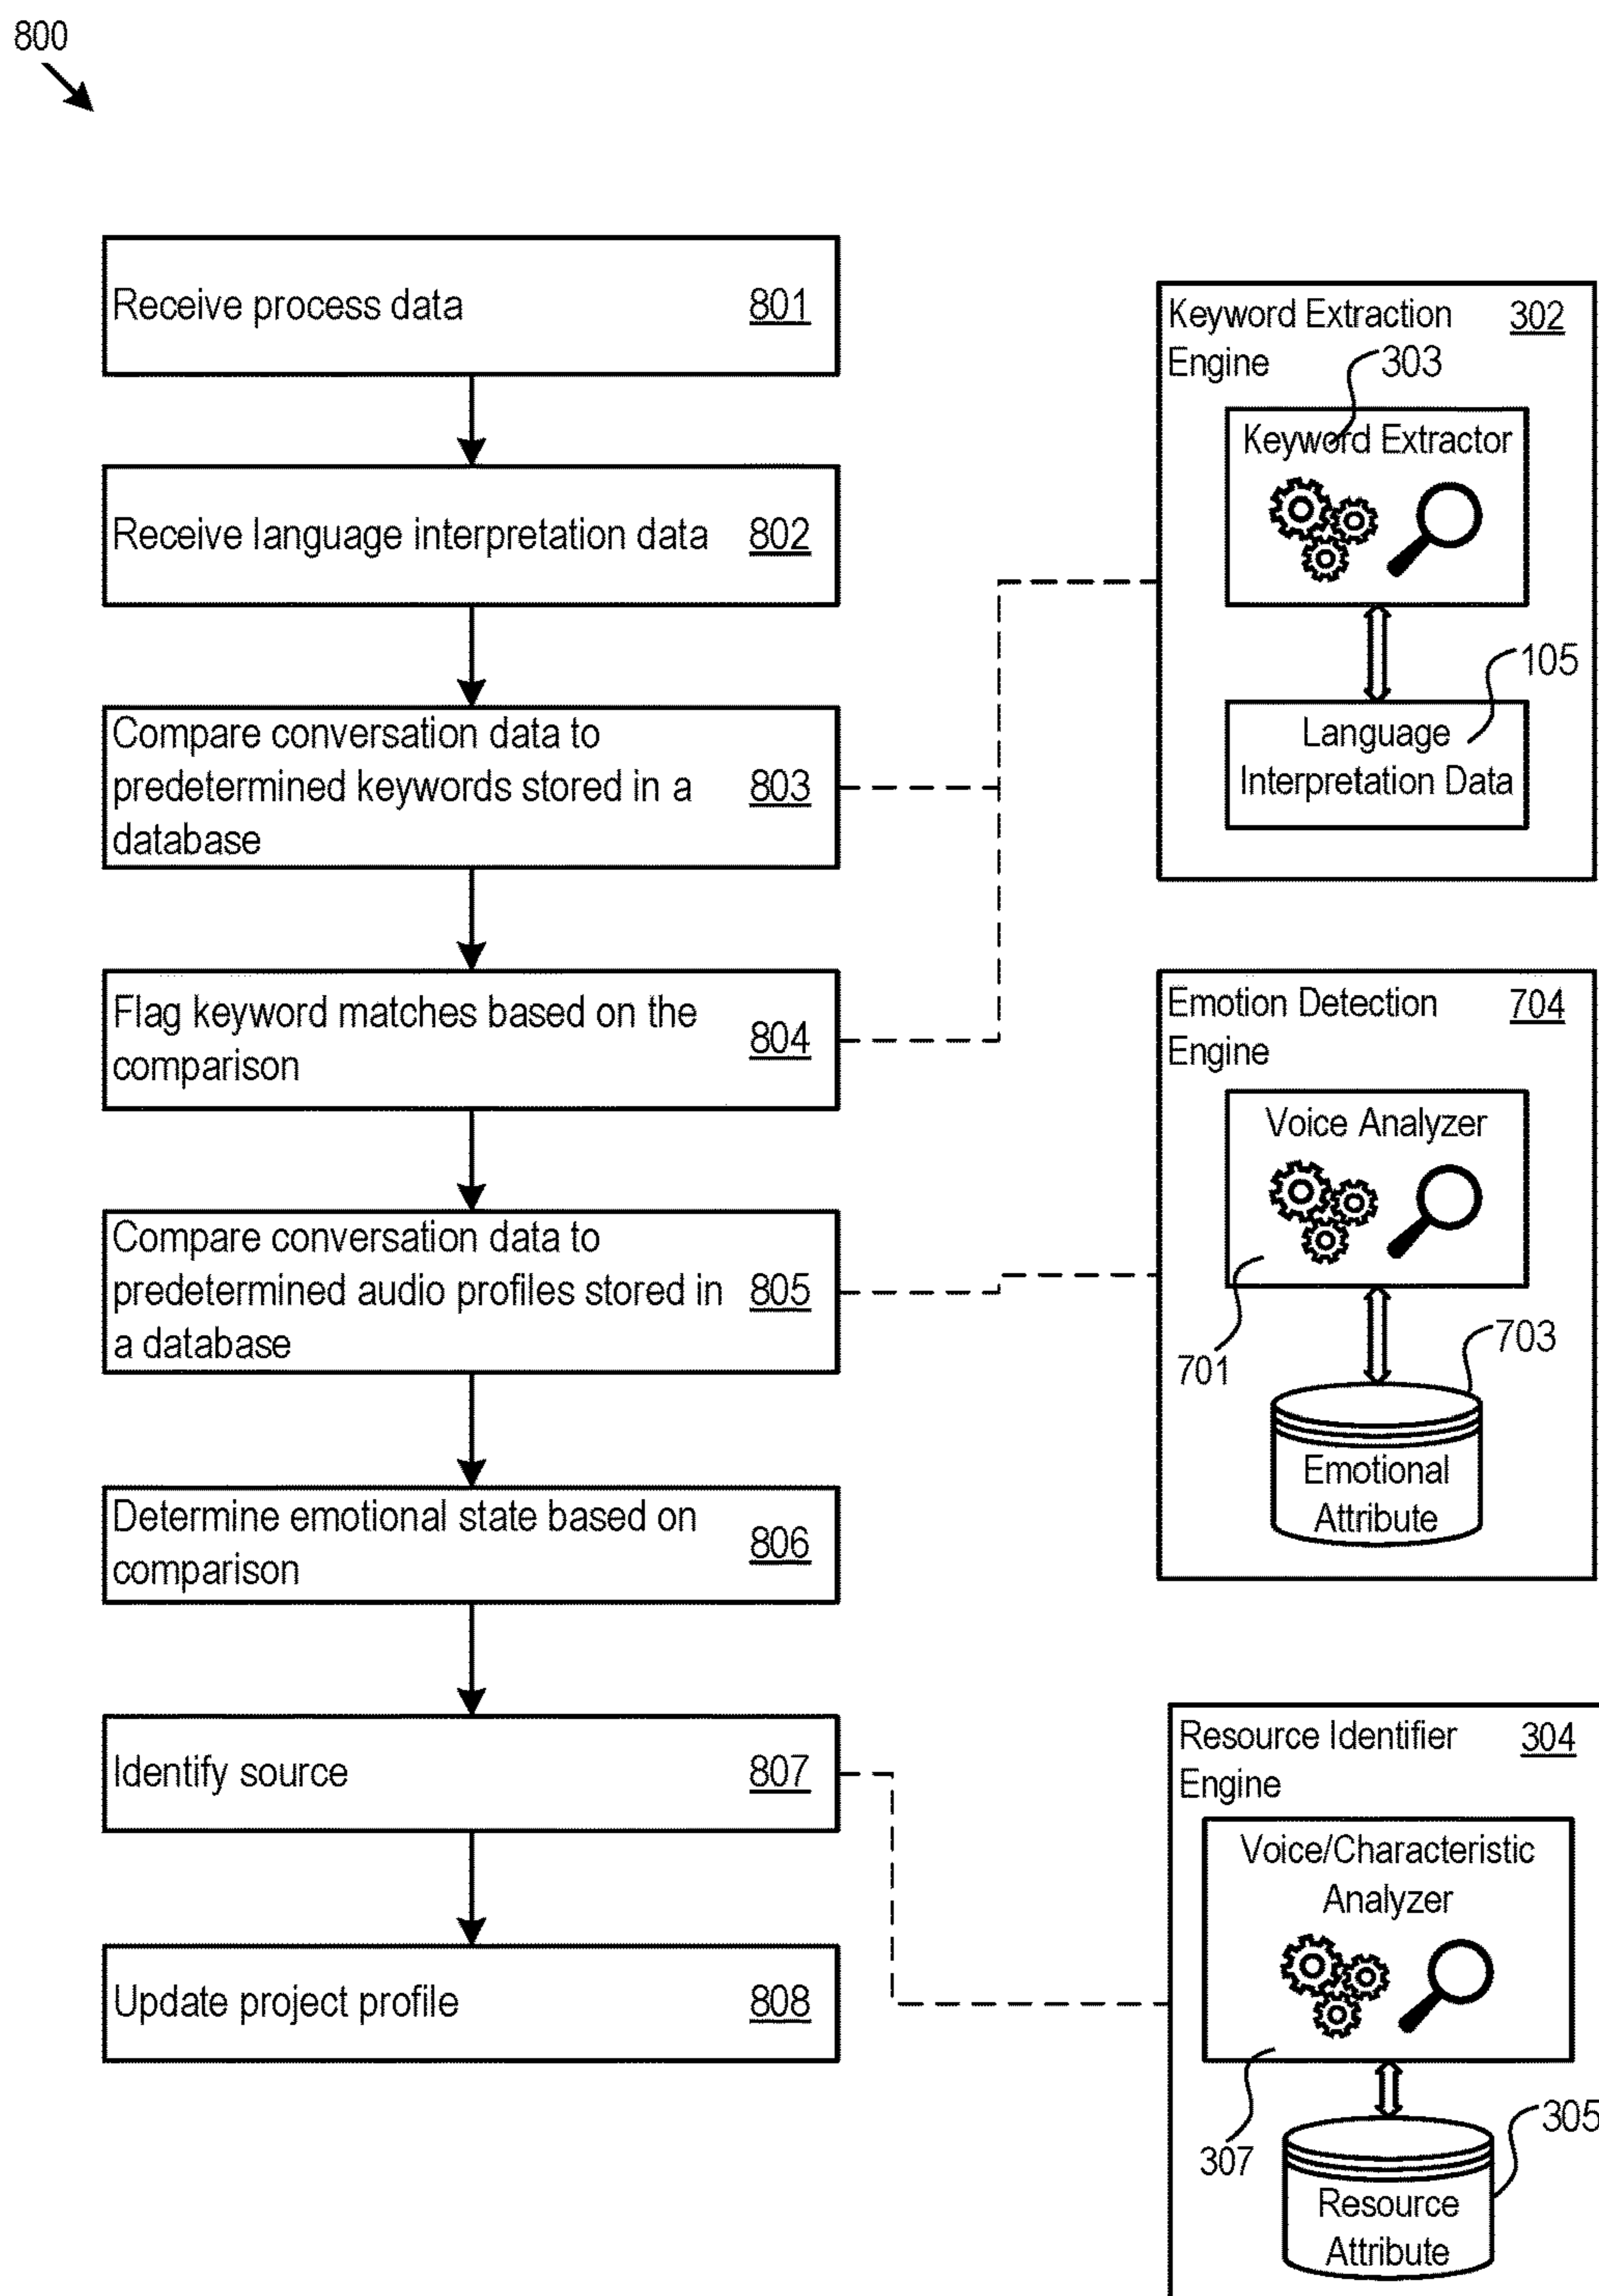 800
Receive process data 801
Receive language interpretation data 802
Compare conversation data to
predetermined keywords stored in a 803
database
Flag keyword matches based on the
comparison 804
Compare conversation data to
predetermined audio profiles stored in 805
a database
Determine emotional state based on
comparison 806
Identify source 807
Update project profile 808
Keyword Extraction 302
Engine
303
Keyword Extractor
105
Language
Interpretation Data
Emotion Detection 704
Engine
Voice Analyzer
701
703
Emotional
Attribute
Resource Identifier 304
Engine
Voice/Characteristic
Analyzer
307
305
Resource
Attribute